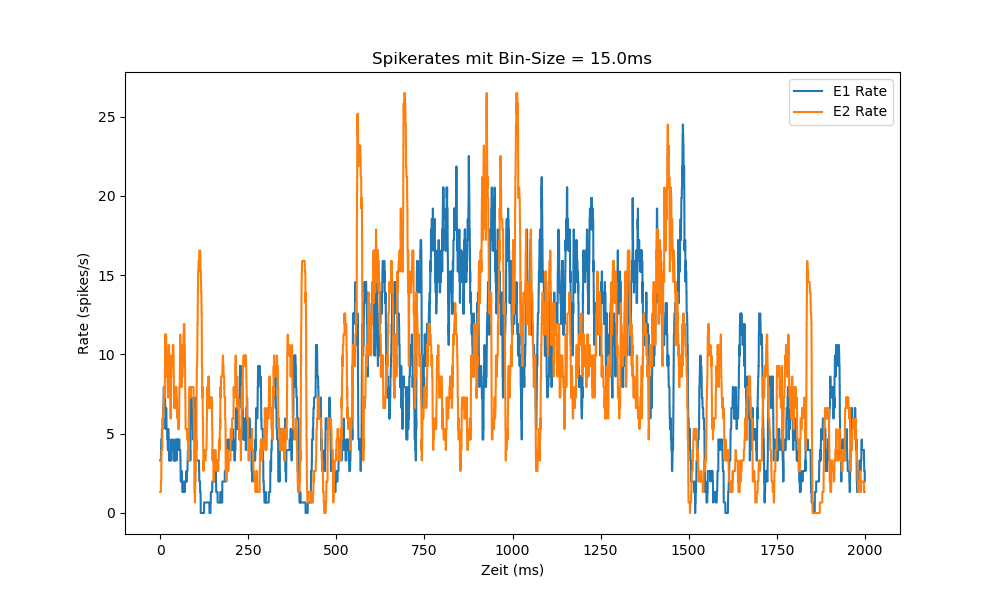 Spikerates mit Bin-Size = 15.0ms
E1 Rate
E2 Rate
25
20
15
10
5
0
Rate (spikes/s)
0 250 500 750 1000 1250 1500 1750 2000
Zeit (ms)